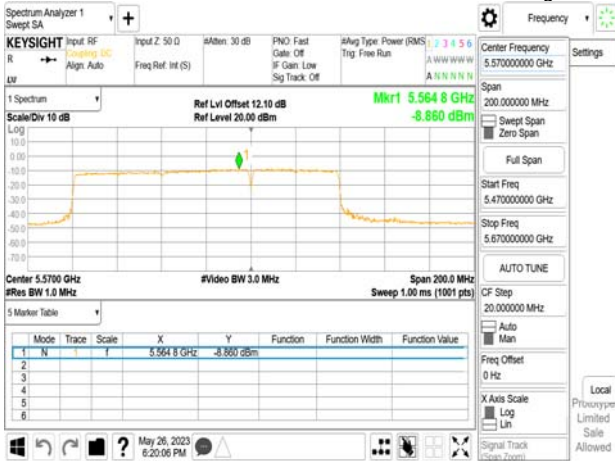 Spectrum Analyzer 1
Swept SA
Frequency
KEYSIGHT
R
Input: RF
Coupling: DC
Align: Auto
Input Z: 50 Ω
Freq Ref: Int (S)
#Atten: 30 dB
PNO: Fast
Gate: Off
IF Gain: Low
Sig Track: Off
#Avg Type: Power (RMS
Trig: Free Run
1 2 3 4 5 6
A W W W W W
A N N N N N
1 Spectrum
Scale/Div 10 dB
Ref Lvl Offset 12.10 dB
Ref Level 20.00 dBm
Mkr1 5.564 8 GHz
-8.860 dBm
Log
10.0
0.00
-10.0
-20.0
-30.0
-40.0
-50.0
-60.0
-70.0
1
Center 5.5700 GHz
#Res BW 1.0 MHz
#Video BW 3.0 MHz
Span 200.0 MHz
Sweep 1.00 ms (1001 pts)
5 Marker Table
Mode Trace Scale X Y Function Function Width Function Value
1 N 1 f 5.564 8 GHz -8.860 dBm
2
3
4
5
6
May 26, 2023
6:20:06 PM
Center Frequency
5.570000000 GHz
Settings
Span
200.000000 MHz
Swept Span
Zero Span
Full Span
Start Freq
5.470000000 GHz
Stop Freq
5.670000000 GHz
AUTO TUNE
CF Step
20.000000 MHz
Auto
Man
Freq Offset
0 Hz
X Axis Scale
Log
Lin
Signal Track
(Span Zoom)
Local
Prototype
Limited
Sale
Allowed